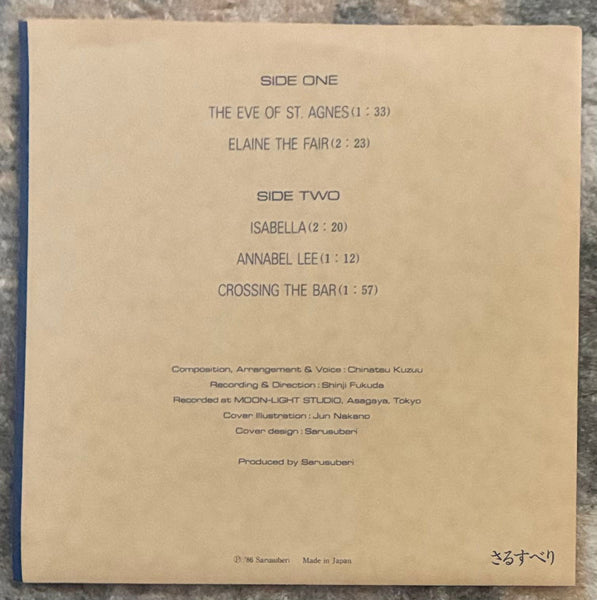 SIDE ONE
THE EVE OF ST. AGNES(1:33)
ELAINE THE FAIR(2:23)
SIDE TWO
ISABELLA(2:20)
ANNABEL LEE(1:12)
CROSSING THE BAR(1:57)
Composition, Arrangement & Voice : Chinatsu Kuzuu
Recording & Direction : Shinji Fukuda
Recorded at MOON-LIGHT STUDIO, Asagaya, Tokyo
Cover Illustration : Jun Nakano
Cover design : Sarusuberi
Produced by Sarusuberi
Ⓟ '86 Sarusuberi Made in Japan
さるすべり